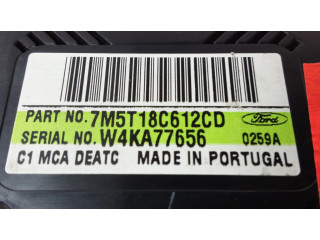 PART NO. 7M5T18C612CD
Ford
SERIAL NO. W4KA77656 0259A
C1 MCA DEATC MADE IN PORTUGAL